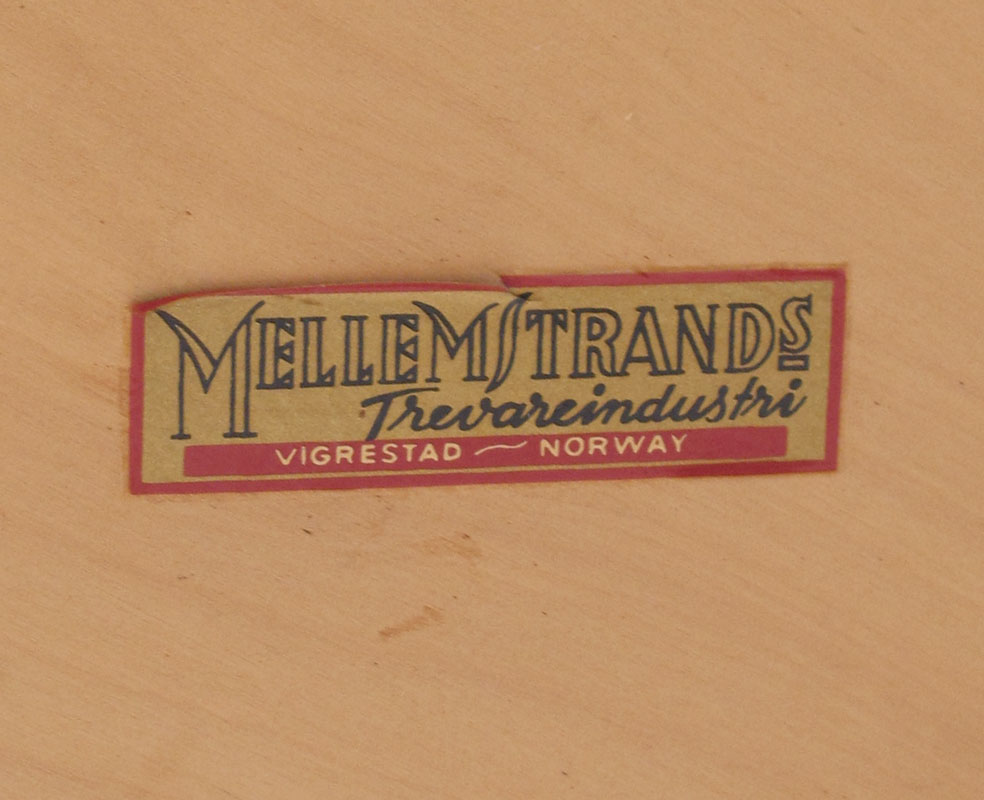 MELLEMSTRANDS
Trevareindustri
VIGRESTAD ~ NORWAY